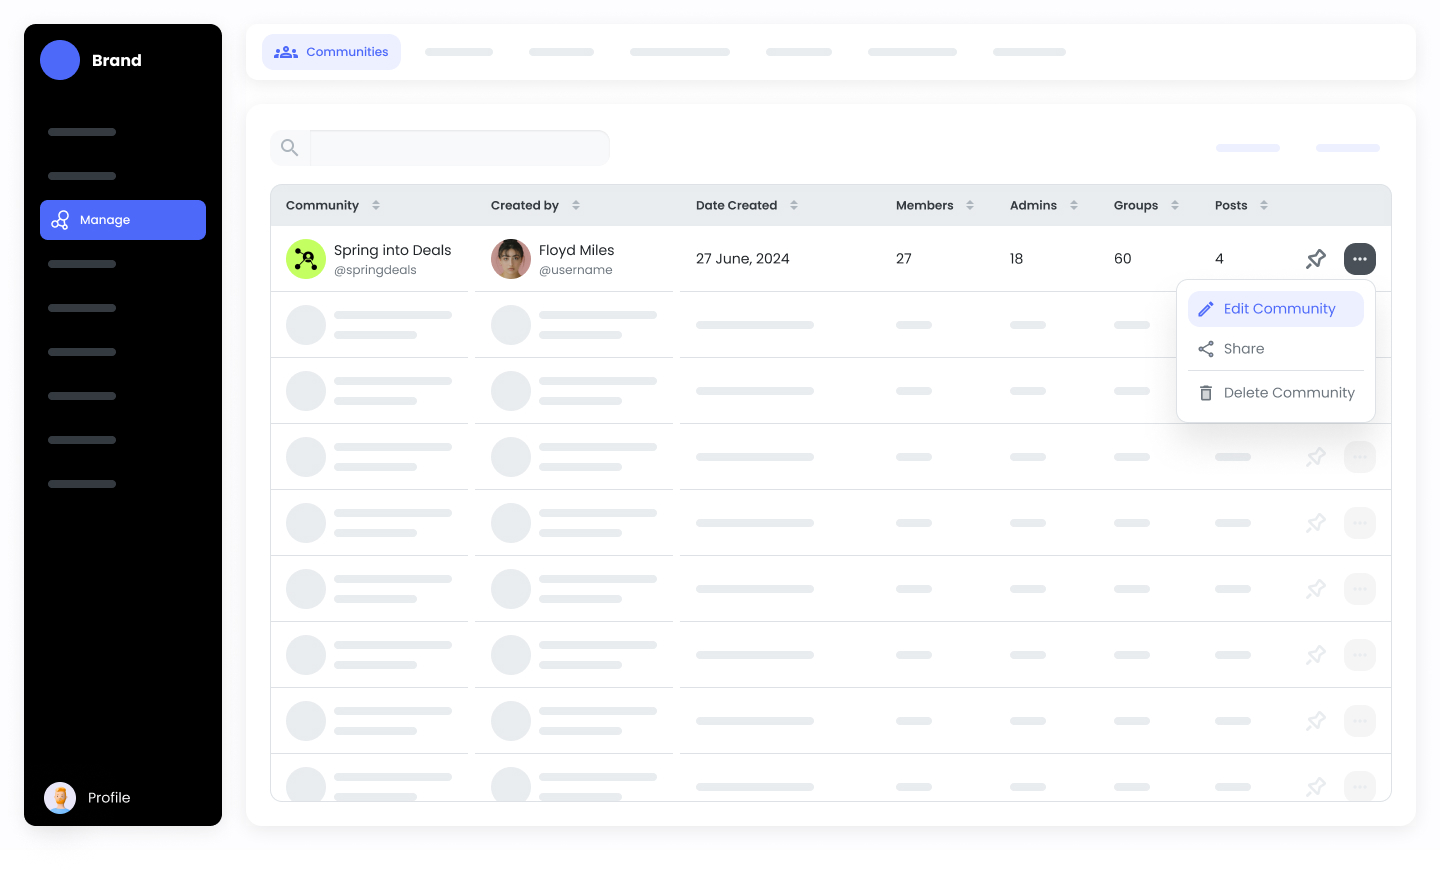 Brand
Communities
Manage
Community Created by Date Created Members Admins Groups Posts
Spring into Deals Floyd Miles 27 June, 2024 27 18 60 4
@springdeals @username
Edit Community
Share
Delete Community
Profile